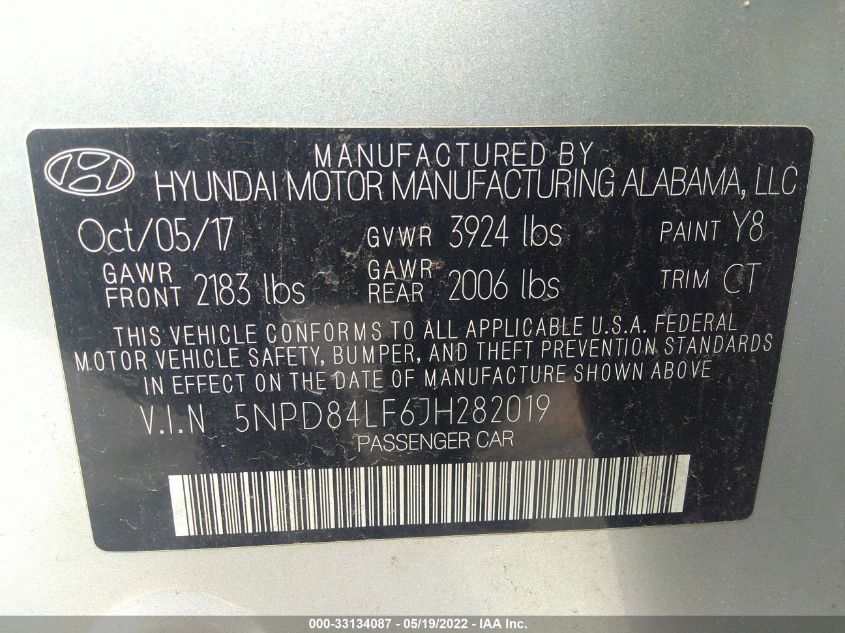 MANUFACTURED BY
HYUNDAI MOTOR MANUFACTURING ALABAMA, LLC
Oct/05/17 GVWR 3924 lbs PAINT Y8
GAWR FRONT 2183 lbs GAWR REAR 2006 lbs TRIM CT
THIS VEHICLE CONFORMS TO ALL APPLICABLE U.S.A. FEDERAL
MOTOR VEHICLE SAFETY, BUMPER, AND THEFT PREVENTION STANDARDS
IN EFFECT ON THE DATE OF MANUFACTURE SHOWN ABOVE
V.I.N 5NPD84LF6JH282019
PASSENGER CAR
000-33134087 - 05/19/2022 - IAA Inc.